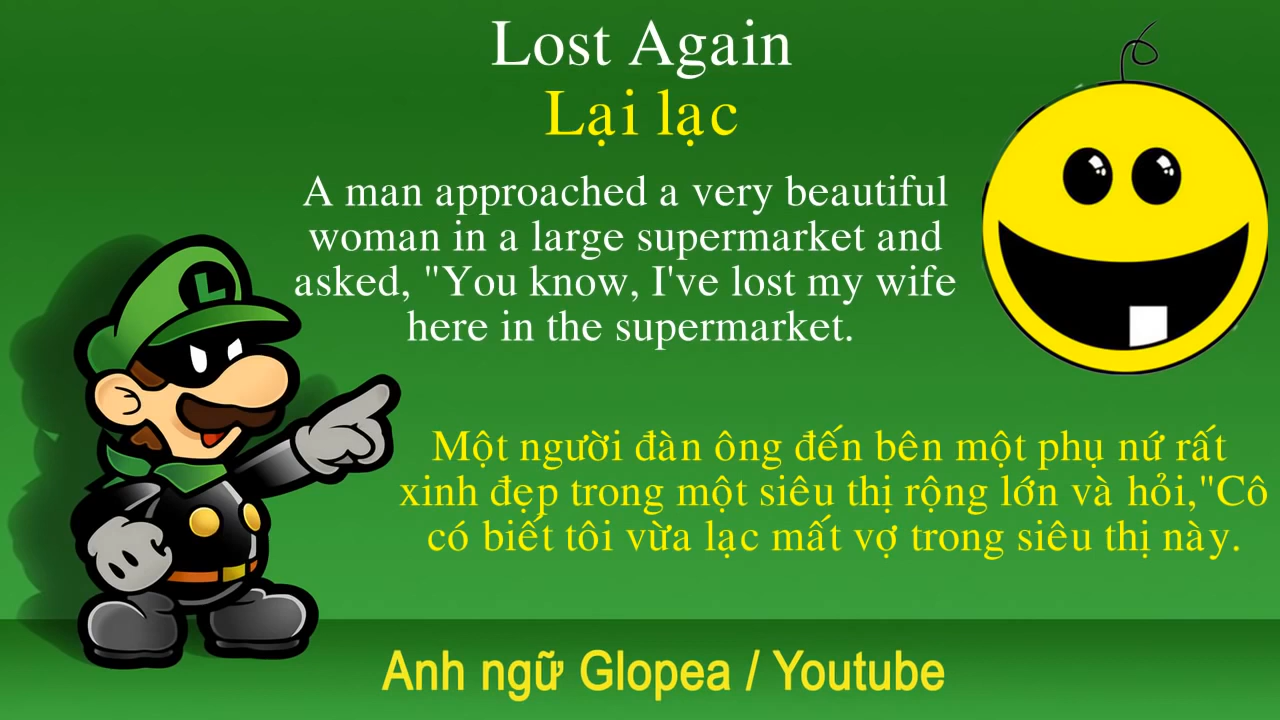 Lost Again
Lại lạc
A man approached a very beautiful
woman in a large supermarket and
asked, "You know, I've lost my wife
here in the supermarket.
Một người đàn ông đến bên một phụ nứ rất
xinh đẹp trong một siêu thị rộng lớn và hỏi,"Cô
có biết tôi vừa lạc mất vợ trong siêu thị này.
L
Anh ngữ Glopea / Youtube